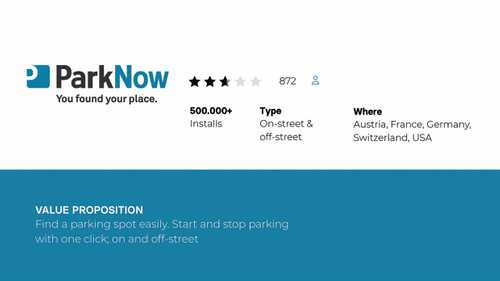 P ParkNow
You found your place.
872
500.000+
Installs
Type
On-street &
off-street
Where
Austria, France, Germany,
Switzerland, USA
VALUE PROPOSITION
Find a parking spot easily. Start and stop parking
with one click; on and off-street